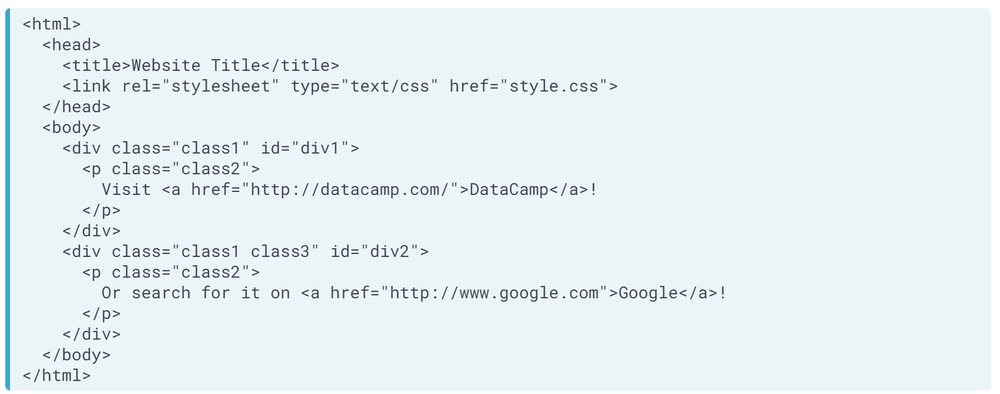 <html>
  <head>
    <title>Website Title</title>
    <link rel="stylesheet" type="text/css" href="style.css">
  </head>
  <body>
    <div class="class1" id="div1">
      <p class="class2">
        Visit <a href="http://datacamp.com/">DataCamp</a>!
      </p>
    </div>
    <div class="class1 class3" id="div2">
      <p class="class2">
        Or search for it on <a href="http://www.google.com">Google</a>!
      </p>
    </div>
  </body>
</html>